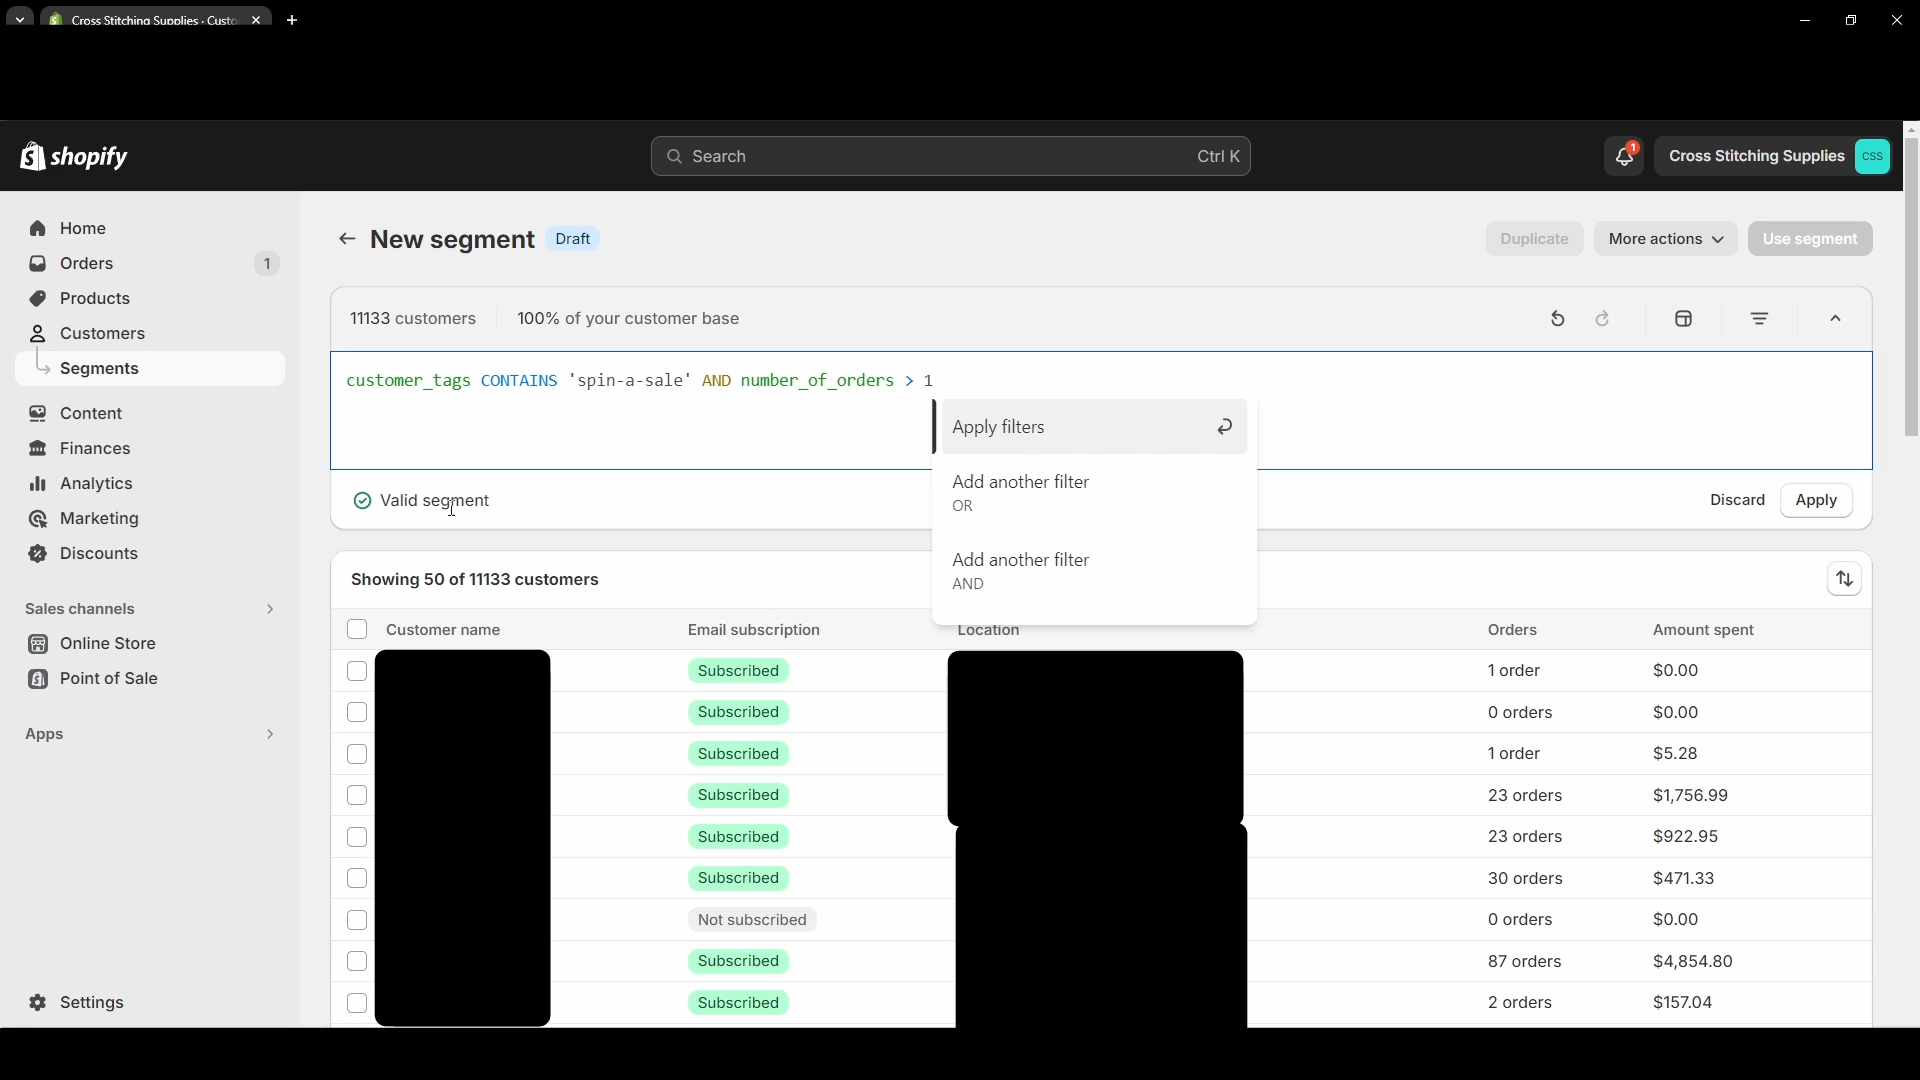 Cross Stitching Supplies · Custo
shopify
Search
Ctrl K
1
Cross Stitching Supplies
CSS
Home
Orders
1
Products
Customers
Segments
Content
Finances
Analytics
Marketing
Discounts
Sales channels
Online Store
Point of Sale
Apps
Settings
New segment
Draft
Duplicate
More actions
Use segment
11133 customers
100% of your customer base
customer_tags CONTAINS 'spin-a-sale' AND number_of_orders > 1
Apply filters
Add another filter
OR
Add another filter
AND
Valid segment
Discard
Apply
Showing 50 of 11133 customers
Customer name Email subscription Location Orders Amount spent
Subscribed 1 order $0.00
Subscribed 0 orders $0.00
Subscribed 1 order $5.28
Subscribed 23 orders $1,756.99
Subscribed 23 orders $922.95
Subscribed 30 orders $471.33
Not subscribed 0 orders $0.00
Subscribed 87 orders $4,854.80
Subscribed 2 orders $157.04